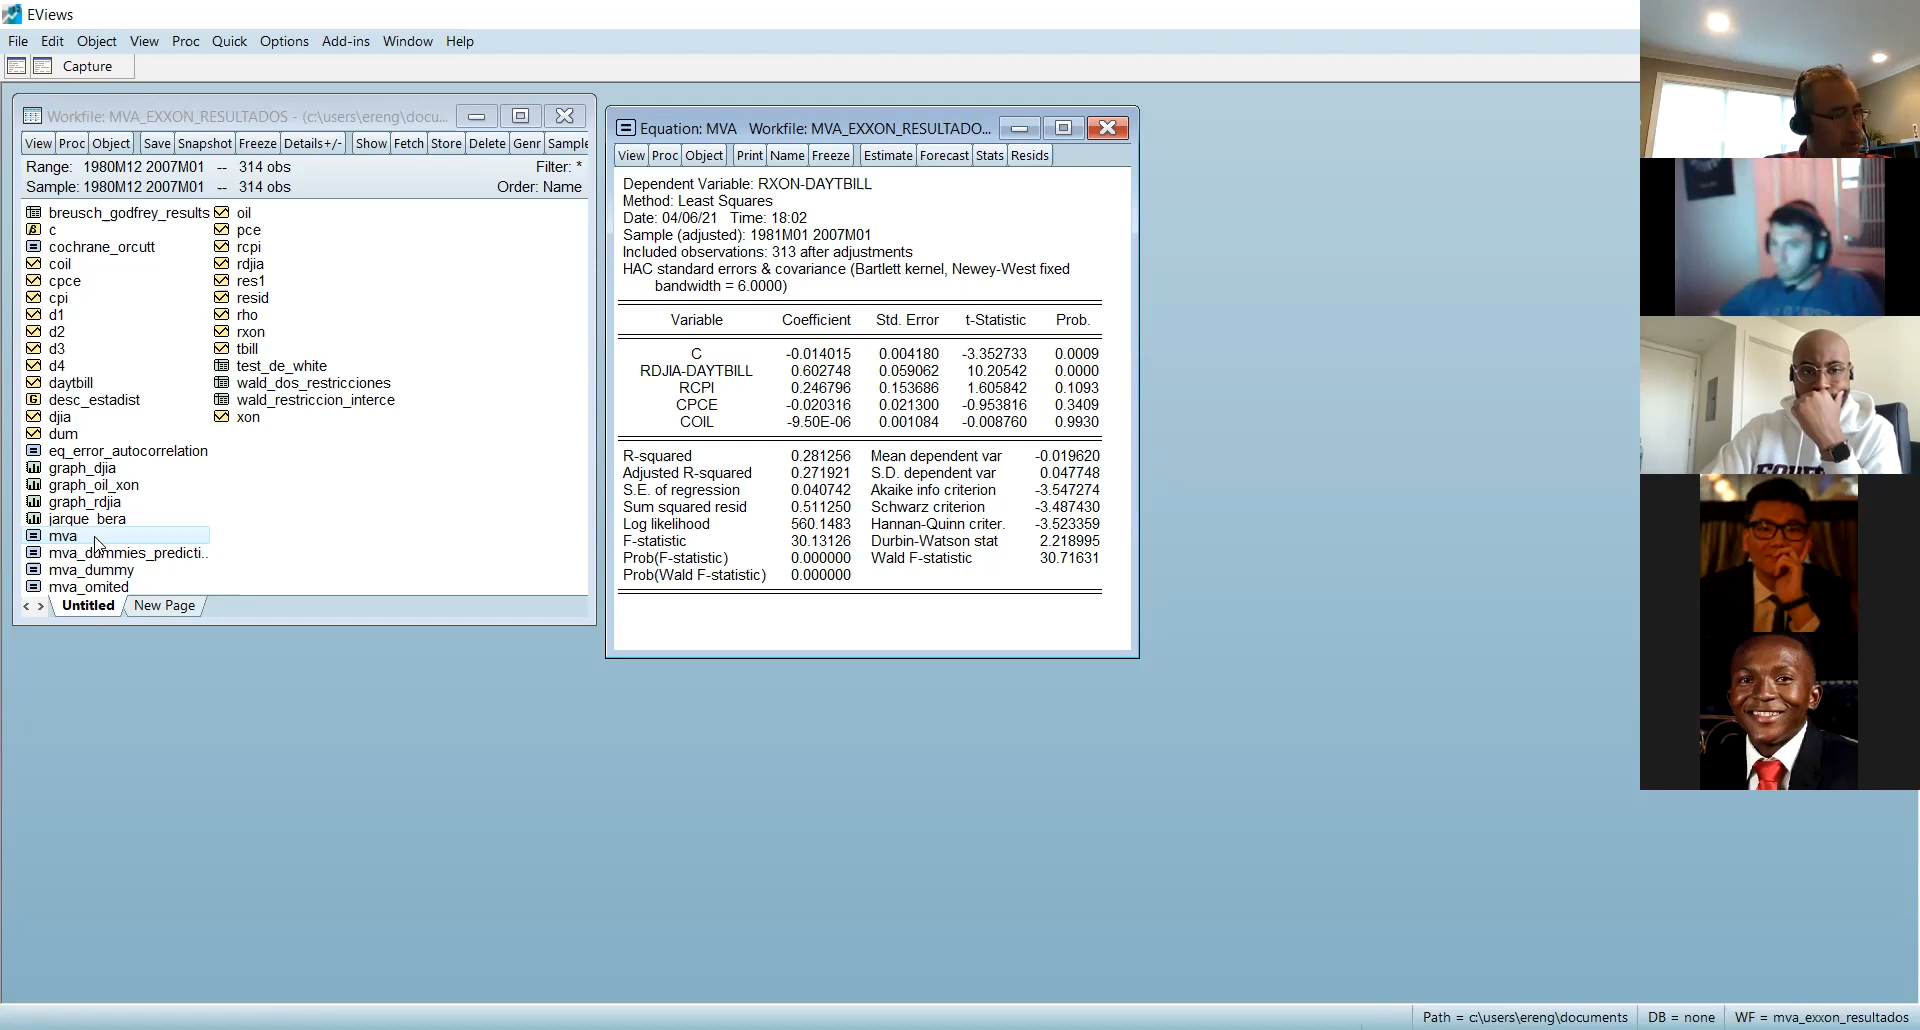 EViews
File Edit Object View Proc Quick Options Add-ins Window Help
Capture
Workfile: MVA_EXXON_RESULTADOS - (c:\users\ereng\docu...
View Proc Object Save Snapshot Freeze Details+/- Show Fetch Store Delete Genr Sample
Range: 1980M12 2007M01 -- 314 obs Filter: *
Sample: 1980M12 2007M01 -- 314 obs Order: Name
breusch_godfrey_results
c
cochrane_orcutt
coil
cpce
cpi
d1
d2
d3
d4
daytbill
desc_estadist
djia
dum
eq_error_autocorrelation
graph_djia
graph_oil_xon
graph_rdjia
jarque_bera
mva
mva_dummies_predicti..
mva_dummy
mva_omited
oil
pce
rcpi
rdjia
res1
resid
rho
rxon
tbill
test_de_white
wald_dos_restricciones
wald_restriccion_interce
xon
Untitled New Page
Equation: MVA Workfile: MVA_EXXON_RESULTADO...
View Proc Object Print Name Freeze Estimate Forecast Stats Resids
Dependent Variable: RXON-DAYTBILL
Method: Least Squares
Date: 04/06/21 Time: 18:02
Sample (adjusted): 1981M01 2007M01
Included observations: 313 after adjustments
HAC standard errors & covariance (Bartlett kernel, Newey-West fixed
bandwidth = 6.0000)
Variable Coefficient Std. Error t-Statistic Prob.
C -0.014015 0.004180 -3.352733 0.0009
RDJIA-DAYTBILL 0.602748 0.059062 10.20542 0.0000
RCPI 0.246796 0.153686 1.605842 0.1093
CPCE -0.020316 0.021300 -0.953816 0.3409
COIL -9.50E-06 0.001084 -0.008760 0.9930
R-squared 0.281256 Mean dependent var -0.019620
Adjusted R-squared 0.271921 S.D. dependent var 0.047748
S.E. of regression 0.040742 Akaike info criterion -3.547274
Sum squared resid 0.511250 Schwarz criterion -3.487430
Log likelihood 560.1483 Hannan-Quinn criter. -3.523359
F-statistic 30.13126 Durbin-Watson stat 2.218995
Prob(F-statistic) 0.000000 Wald F-statistic 30.71631
Prob(Wald F-statistic) 0.000000
Path = c:\users\ereng\documents DB = none WF = mva_exxon_resultados